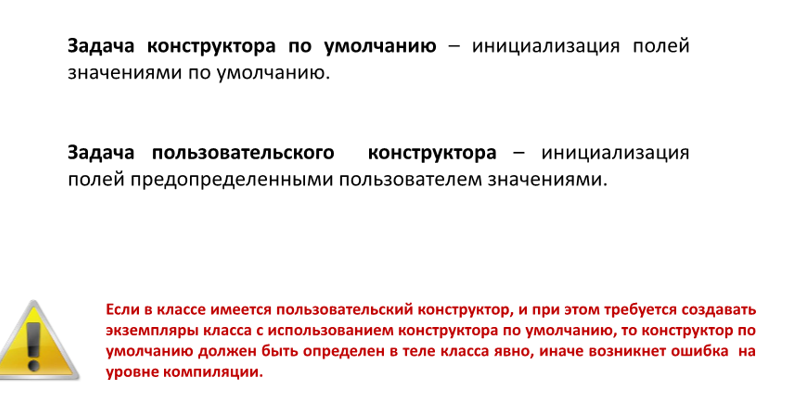 Задача конструктора по умолчанию – инициализация полей
значениями по умолчанию.
Задача пользовательского конструктора – инициализация
полей предопределенными пользователем значениями.
Если в классе имеется пользовательский конструктор, и при этом требуется создавать
экземпляры класса с использованием конструктора по умолчанию, то конструктор по
умолчанию должен быть определен в теле класса явно, иначе возникнет ошибка на
уровне компиляции.